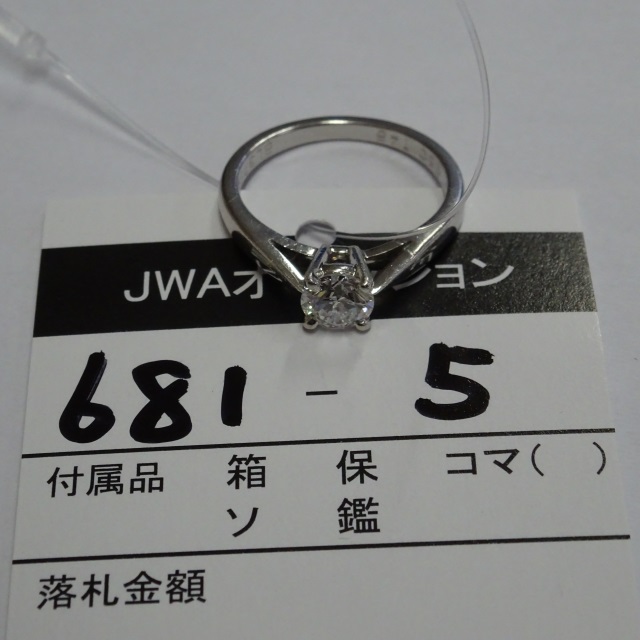 JWAオ ション
681 - 5
付属品 箱 保 コマ( )
ソ 鑑
落札金額